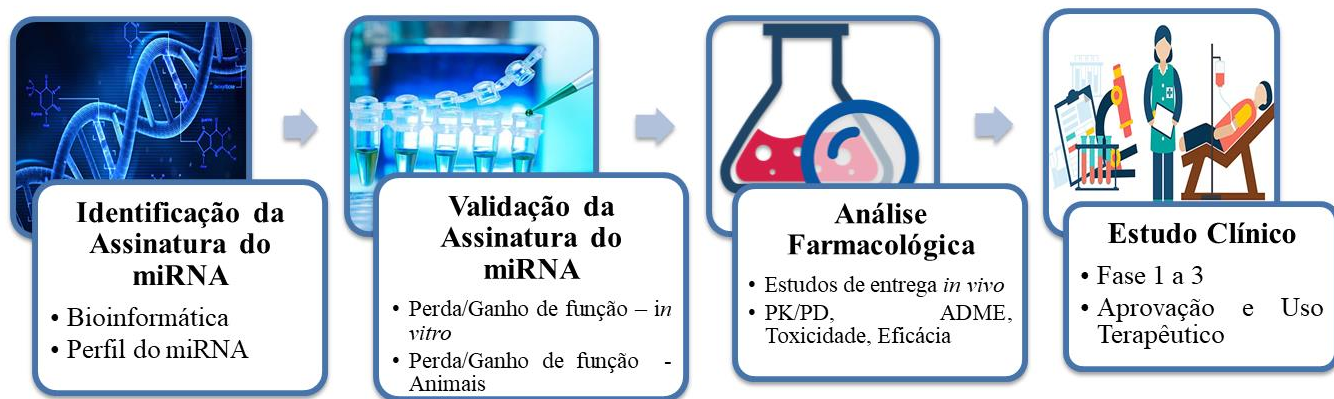 Identificação da
Assinatura do
miRNA
• Bioinformática
• Perfil do miRNA
Validação da
Assinatura do
miRNA
• Perda/Ganho de função – in
vitro
• Perda/Ganho de função -
Animais
Análise
Farmacológica
• Estudos de entrega in vivo
• PK/PD, ADME,
Toxicidade, Eficácia
Estudo Clínico
• Fase 1 a 3
• Aprovação e Uso
Terapêutico